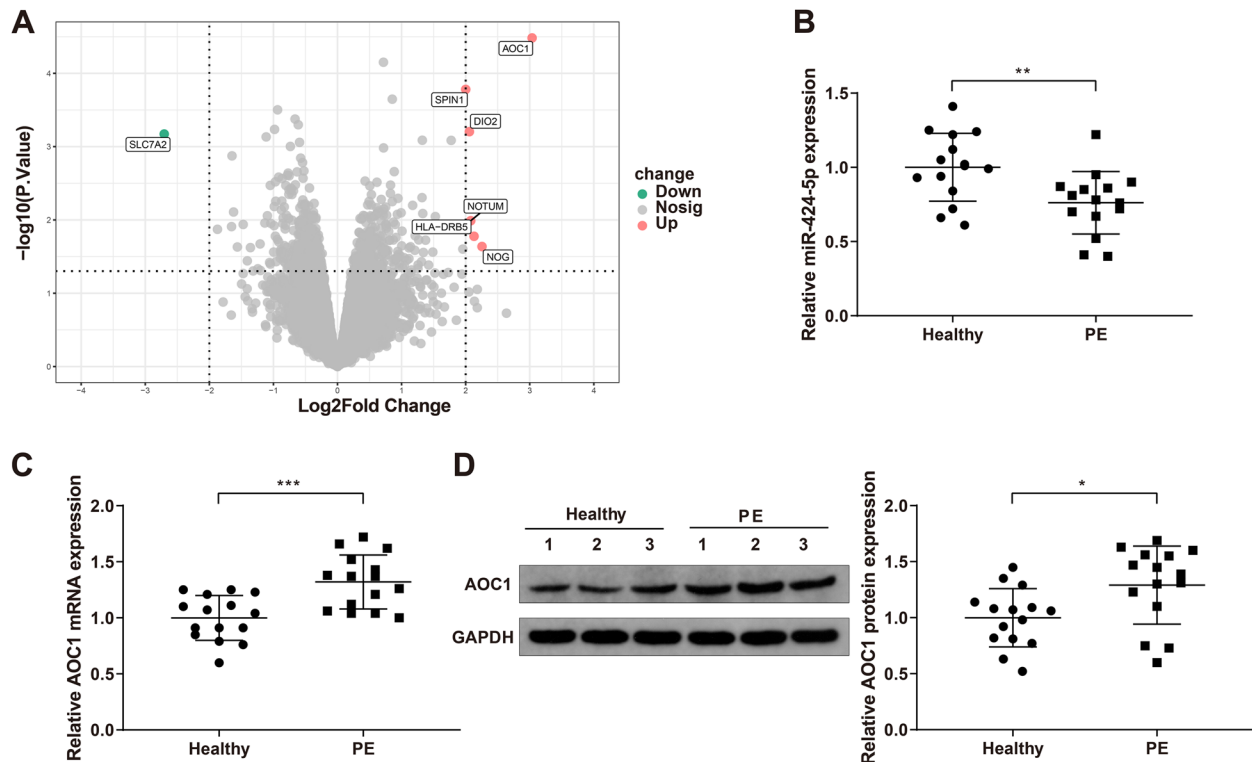 A
AOC1
SPIN1
DIO2
SLC7A2
NOTUM
HLA−DRB5
NOG
−log10(P.Value)
4
3
2
1
0
−4 −3 −2 −1 0 1 2 3 4
Log2Fold Change
change
Down
Nosig
Up
B
**
Relative miR-424-5p expression
1.5
1.0
0.5
0.0
Healthy PE
C
***
Relative AOC1 mRNA expression
2.0
1.5
1.0
0.5
0.0
Healthy PE
D
Healthy PE
1 2 3 1 2 3
AOC1
GAPDH
*
Relative AOC1 protein expression
2.0
1.5
1.0
0.5
0.0
Healthy PE